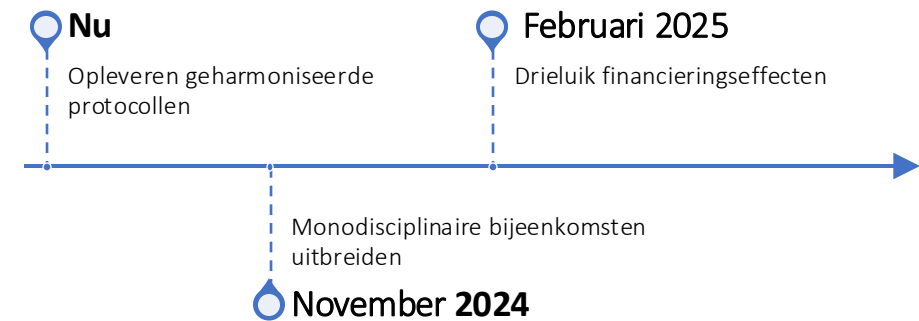 Nu
Opleveren geharmoniseerde
protocollen
Februari 2025
Drieluik financieringseffecten
Monodisciplinaire bijeenkomsten
uitbreiden
November 2024